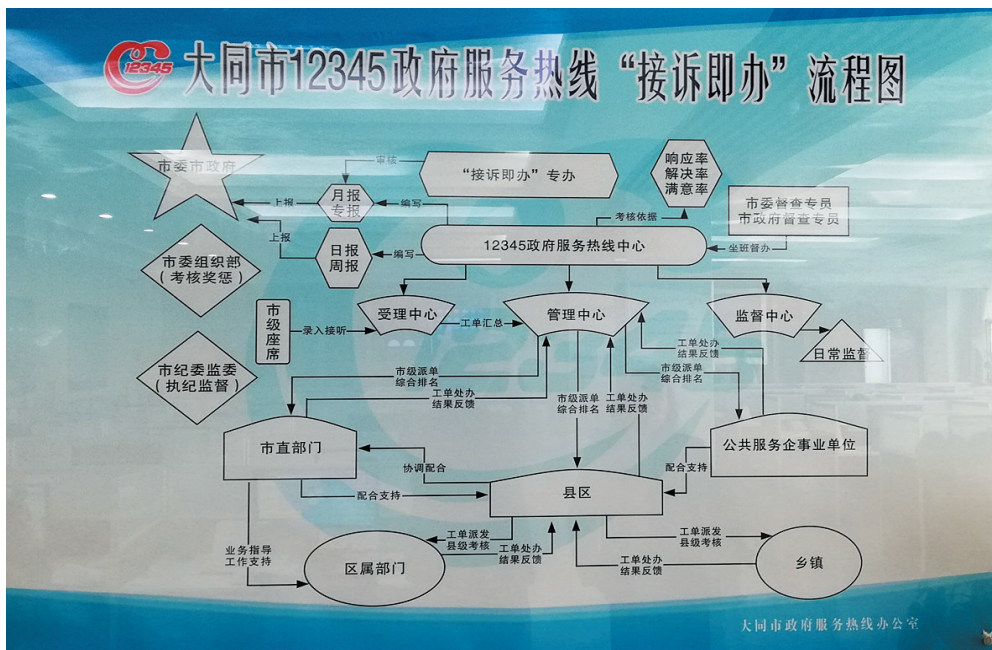 12345
大同市12345政府服务热线“接诉即办”流程图
市委市政府
审核
“接诉即办”专办
响应率
解决率
满意率
上报
月报
专报
编写
考核依据
市委督查专员
市政府督查专员
上报
日报
周报
编写
12345政府服务热线中心
坐班督办
市委组织部
(考核奖惩)
市级座席
录入接听
受理中心
工单汇总
管理中心
监督中心
日常监督
工单处办
结果反馈
市纪委监委
(执纪监督)
市级派单
综合排名
工单处办
结果反馈
市级派单
综合排名
工单处办
结果反馈
市级派单
综合排名
市直部门
协调配合
配合支持
公共服务企事业单位
配合支持
县区
业务指导
工作支持
工单派发
县级考核
工单处办
结果反馈
工单派发
县级考核
工单处办
结果反馈
区属部门
乡镇
大同市政府服务热线办公室